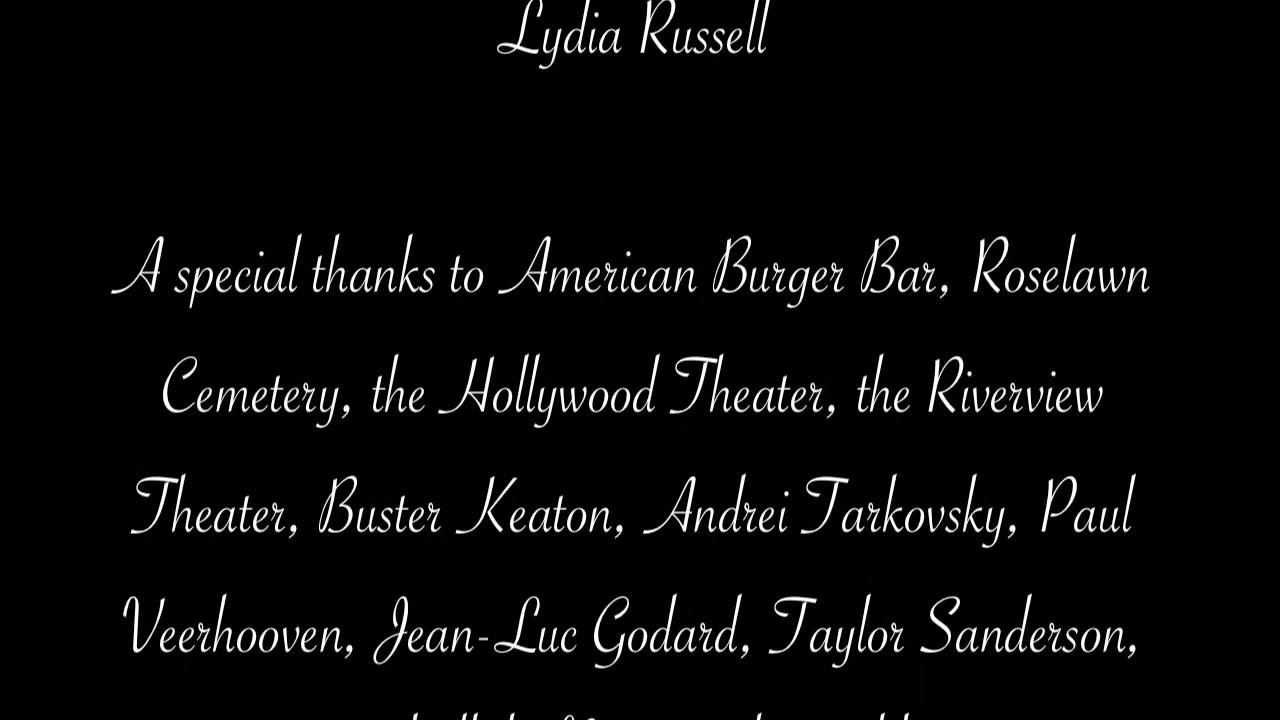 Lydia Russell
A special thanks to American Burger Bar, Roselawn
Cemetery, the Hollywood Theater, the Riverview
Theater, Buster Keaton, Andrei Tarkovsky, Paul
Veerhooven, Jean-Luc Godard, Taylor Sanderson,